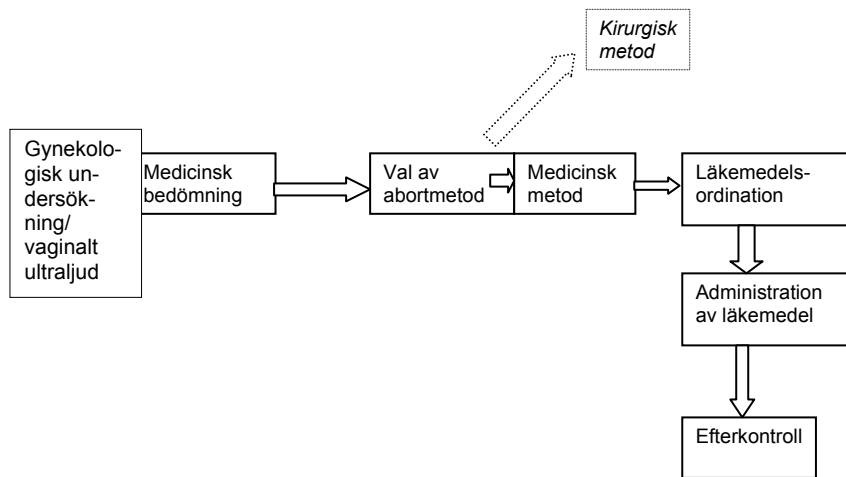 Kirurgisk
metod
Gynekolo-
gisk un-
dersök-
ning/
vaginalt
ultraljud
Medicinsk
bedömning
Val av
abortmetod
Medicinsk
metod
Läkemedels-
ordination
Administration
av läkemedel
Efterkontroll